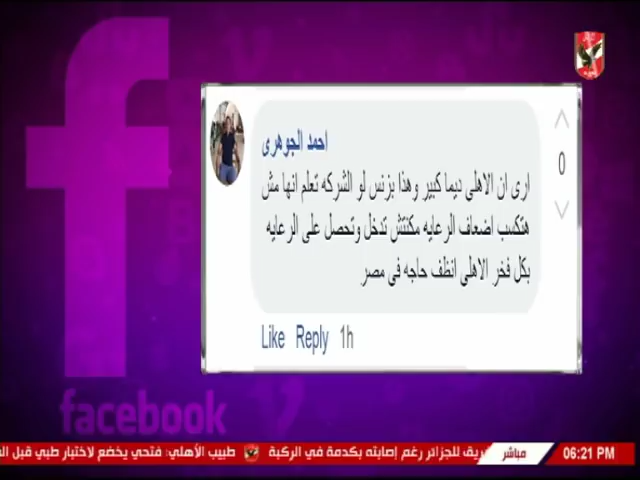 احمد الجوهرى
ارى ان الاهلى ديما كبير وهذا بزنس لو الشركه تعلم انها مش
هتكسب اضعاف الرعايه مكنتش تدخل وتحصل على الرعايه
بكل فخر الاهلى انظف حاجه فى مصر
0
Like Reply 1h
facebook
ريق للجزائر رغم إصابته بكدمة في الركبة
طبيب الأهلي: فتحي يخضع لاختبار طبي قبل
مباشر
06:21 PM